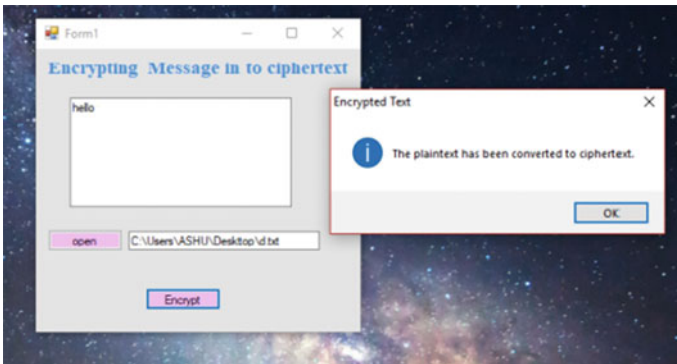 Form1
Encrypting Message in to ciphertext
hello
open
C:\Users\ASHU\Desktop\d.txt
Encrypt
Encrypted Text
The plaintext has been converted to ciphertext.
OK